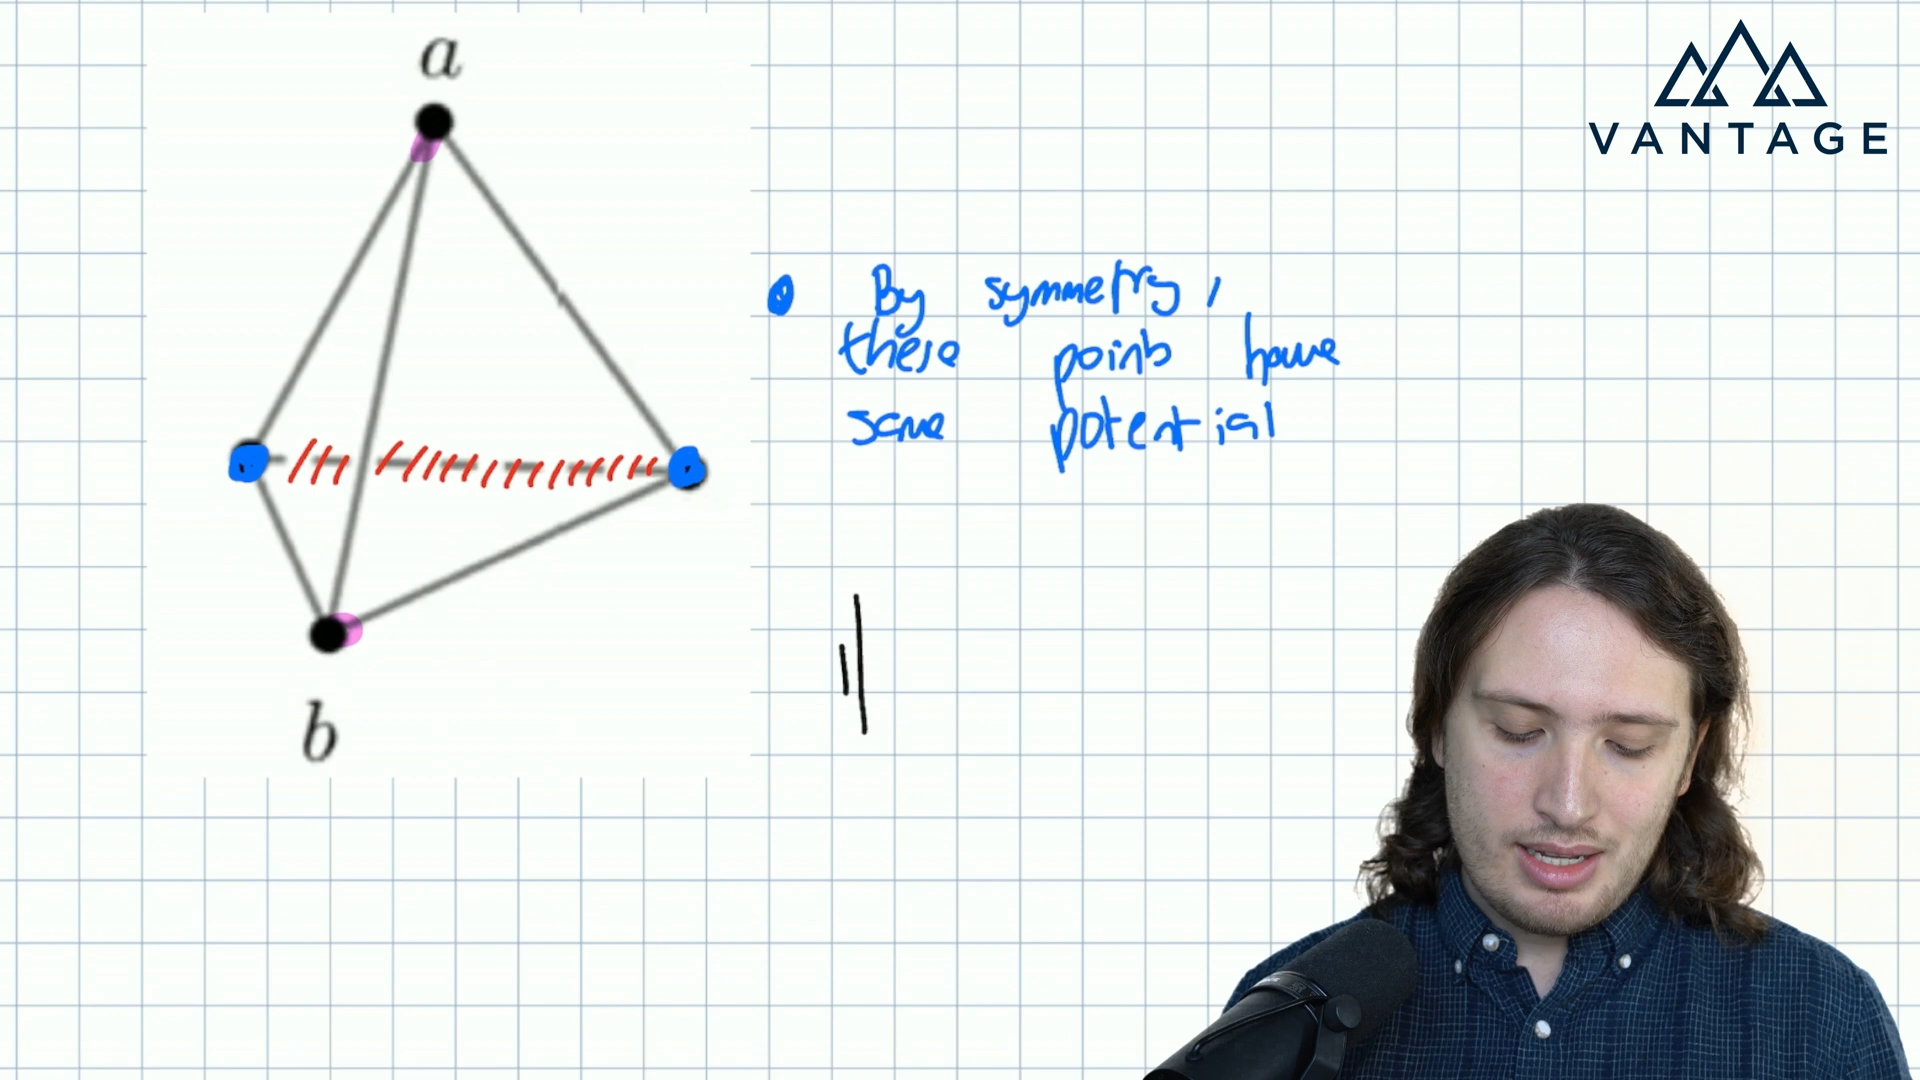 a
VANTAGE
By symmetry,
these points have
same potential
b